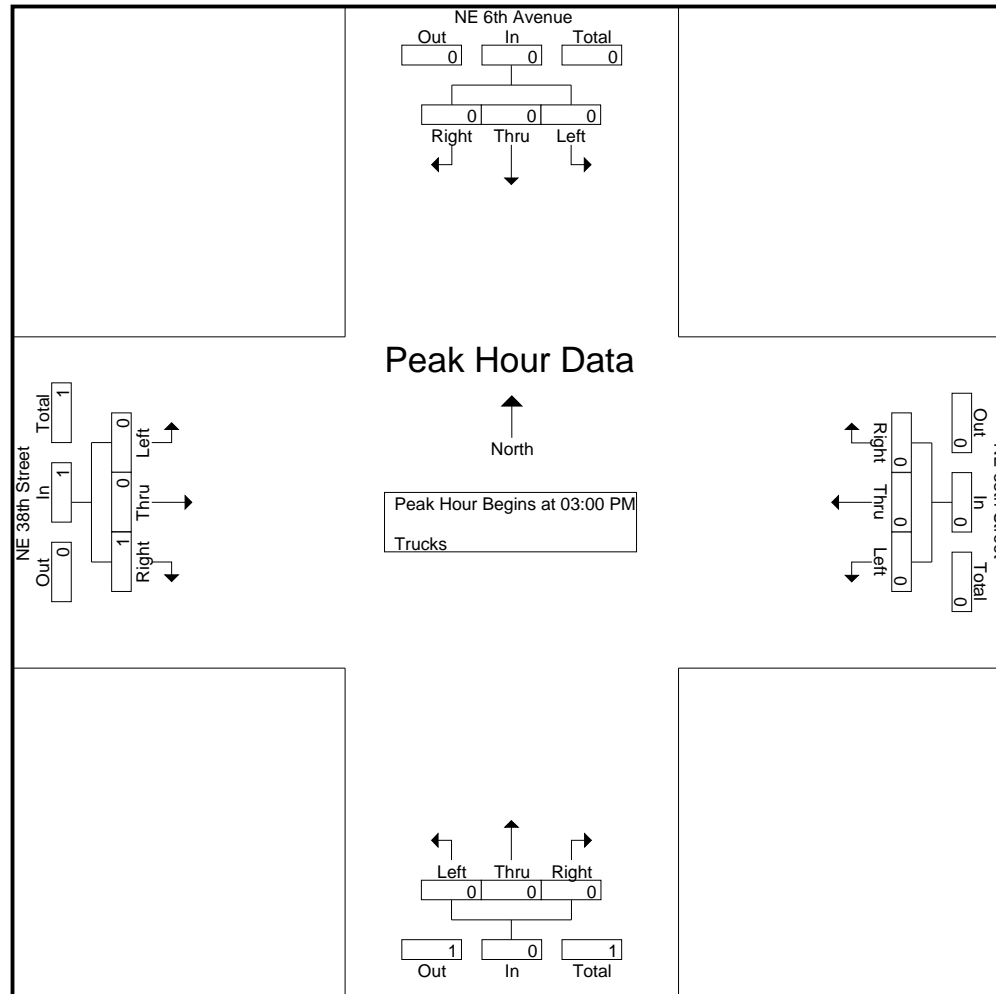 NE 6th Avenue
Out In Total
0 0 0
0 0 0
Right Thru Left
Peak Hour Data
North
Peak Hour Begins at 03:00 PM
Trucks
NE 38th Street
Out In Total
0 1 1
1 0 0
Right Thru Left
Out In Total
0 0 0
0 0 0
Right Thru Left
Left Thru Right
0 0 0
1 0 1
Out In Total